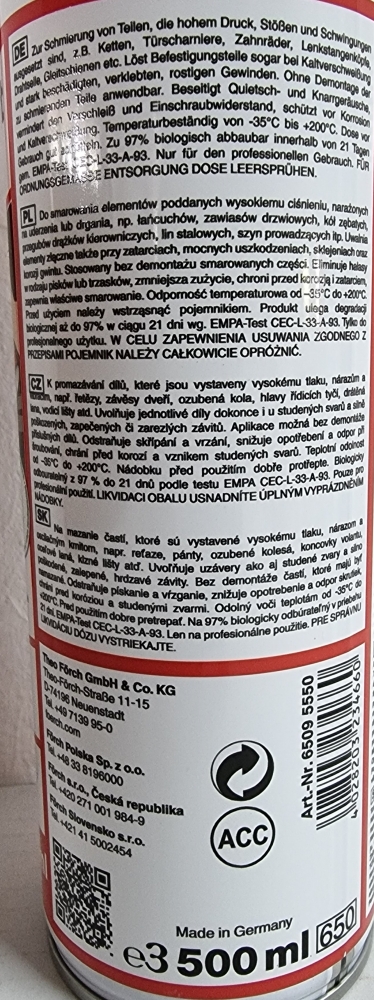 DE Zur Schmierung von Teilen, die hohem Druck, Stößen und Schwingungen
ausgesetzt sind, z.B. Ketten, Türscharniere, Zahnräder, Lenkstangenköpfe,
Drahtseile, Gleitschienen etc. Löst Befestigungsteile sogar bei Kaltverschweißung
und stark beschädigten, verklebten, rostigen Gewinden. Ohne Demontage der
zu schmierenden Teile anwendbar. Beseitigt Quietsch- und Knarrgeräusche,
vermindert den Verschleiß und Einschraubwiderstand, schützt vor Korrosion
und Kaltverschweißung. Temperaturbeständig von -35°C bis +200°C. Dose vor
Gebrauch gut schütteln. Zu 97% biologisch abbaubar innerhalb von 21 Tagen
gem. EMPA-Test CEC-L-33-A-93. Nur für den professionellen Gebrauch. FÜR
ORDNUNGSGEMÄSSE ENTSORGUNG DOSE LEERSPRÜHEN.
PL Do smarowania elementów poddanych wysokiemu ciśnieniu, narażonych
na uderzenia lub drgania, np. łańcuchów, zawiasów drzwiowych, kół zębatych,
przegubów drążków kierowniczych, lin stalowych, szyn prowadzących itp. Uwalnia
elementy złączne także przy zatarciach, mocnych uszkodzeniach, sklejeniach oraz
korozji gwintu. Stosowany bez demontażu smarowanych części. Eliminuje hałasy
w rodzaju pisków lub trzasków, zmniejsza zużycie, chroni przed korozją i zatarciem,
zapewnia właściwe smarowanie. Odporność temperaturowa od -35°C do +200°C.
Przed użyciem należy wstrząsnąć pojemnikiem. Produkt ulega degradacji
biologicznej aż do 97% w ciągu 21 dni wg. EMPA-Test CEC-L-33-A-93. Tylko do
profesjonalnego użytku. W CELU ZAPEWNIENIA USUWANIA ZGODNEGO Z
PRZEPISAMI POJEMNIK NALEŻY CAŁKOWICIE OPRÓŻNIĆ.
CZ K promazávání dílů, které jsou vystaveny vysokému tlaku, nárazům a
vibracím, např. řetězy, závěsy dveří, ozubená kola, hlavy řídicích tyčí, drátěná
lana, vodicí lišty atd. Uvolňuje jednotlivé díly dokonce i u studených svarů a silně
poškozených, zapečených či zarezlých závitů. Aplikace možná bez demontáže
příslušných dílů. Odstraňuje skřípání a vrzání, snižuje opotřebení a odpor při
šroubování, chrání před korozí a vznikem studených svarů. Teplotní odolnost
od -35°C do +200°C. Nádobku před použitím dobře protřepte. Biologicky
odbouratelný z 97 % do 21 dnů podle testu EMPA CEC-L-33-A-93. Pouze pro
profesionální použití. LIKVIDACI OBALU USNADNÍTE ÚPLNÝM VYPRÁZDNĚNÍM
NÁDOBKY.
SK Na mazanie častí, ktoré sú vystavené vysokému tlaku, nárazom a
kmitom, napr. reťaze, pánty, ozubené kolesá, koncovky volantu,
oceľové laná, klzné lišty atď. Uvoľňuje uzávery ako aj studené zvary a silno
poškodené, zalepené, hrdzavé závity. Bez demontáže častí, ktoré majú byť
mazané. Odstraňuje pískanie a vŕzganie, znižuje opotrebenie a odpor skrutiek,
chráni pred koróziou a studenými zvarmi. Odolný voči teplotám od -35°C do
+200°C. Pred použitím dobre pretrepať. Na 97% biologicky odbúrateľný v priebehu
21 dní, EMPA-Test CEC-L-33-A-93. Len na profesionálne použitie. PRE SPRÁVNU
LIKVIDÁCIU DÓZU VYSTRIEKAJTE.
Theo Förch GmbH & Co. KG
Theo-Förch-Straße 11-15
D-74196 Neuenstadt
Tel. +49 7139 95-0
foerch.com
Förch Polska Sp. z o.o.
Tel. +48 33 8196000
Förch s.r.o., Česká republika
Tel. +420 271 001 984-9
Förch Slovensko s.r.o.
Tel. +421 41 5002454
Art.-Nr. 6509 5550
4 028203 234660
ACC
Made in Germany
e3 500 ml 650